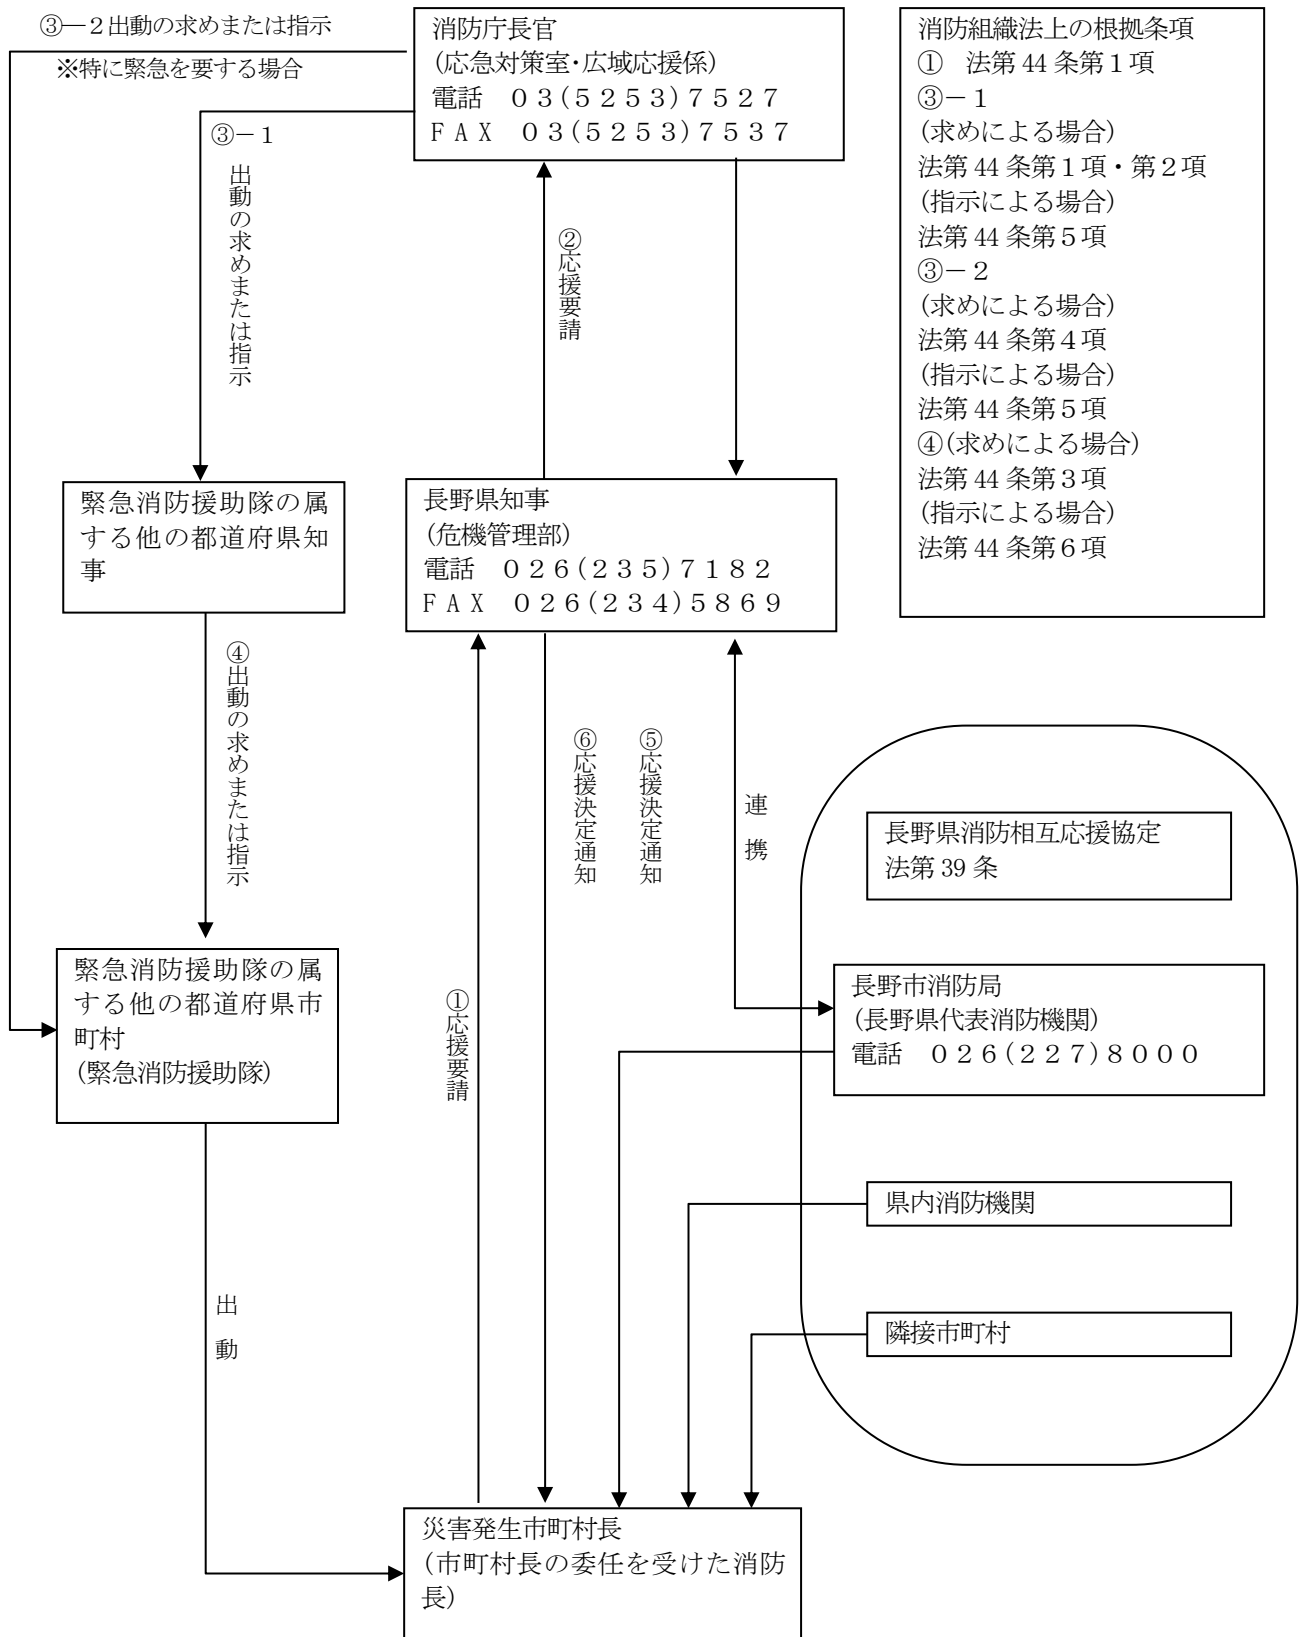 ③－２出動の求めまたは指示
※特に緊急を要する場合
消防庁長官
(応急対策室・広域応援係)
電話　０３(５２５３)７５２７
ＦＡＸ　０３(５２５３)７５３７
消防組織法上の根拠条項
①　法第 44 条第１項
③－１
(求めによる場合)
法第 44 条第１項・第２項
(指示による場合)
法第 44 条第５項
③－２
(求めによる場合)
法第 44 条第４項
(指示による場合)
法第 44 条第５項
④(求めによる場合)
法第 44 条第３項
(指示による場合)
法第 44 条第６項
③－１
出動の求めまたは指示
②応援要請
緊急消防援助隊の属
する他の都道府県知
事
長野県知事
(危機管理部)
電話　０２６(２３５)７１８２
ＦＡＸ　０２６(２３４)５８６９
④出動の求めまたは指示
⑥応援決定通知
⑤応援決定通知
連携
長野県消防相互応援協定
法第 39 条
緊急消防援助隊の属
する他の都道府県市
町村
(緊急消防援助隊)
①応援要請
長野市消防局
(長野県代表消防機関)
電話　０２６(２２７)８０００
県内消防機関
出動
隣接市町村
災害発生市町村長
(市町村長の委任を受けた消防
長)